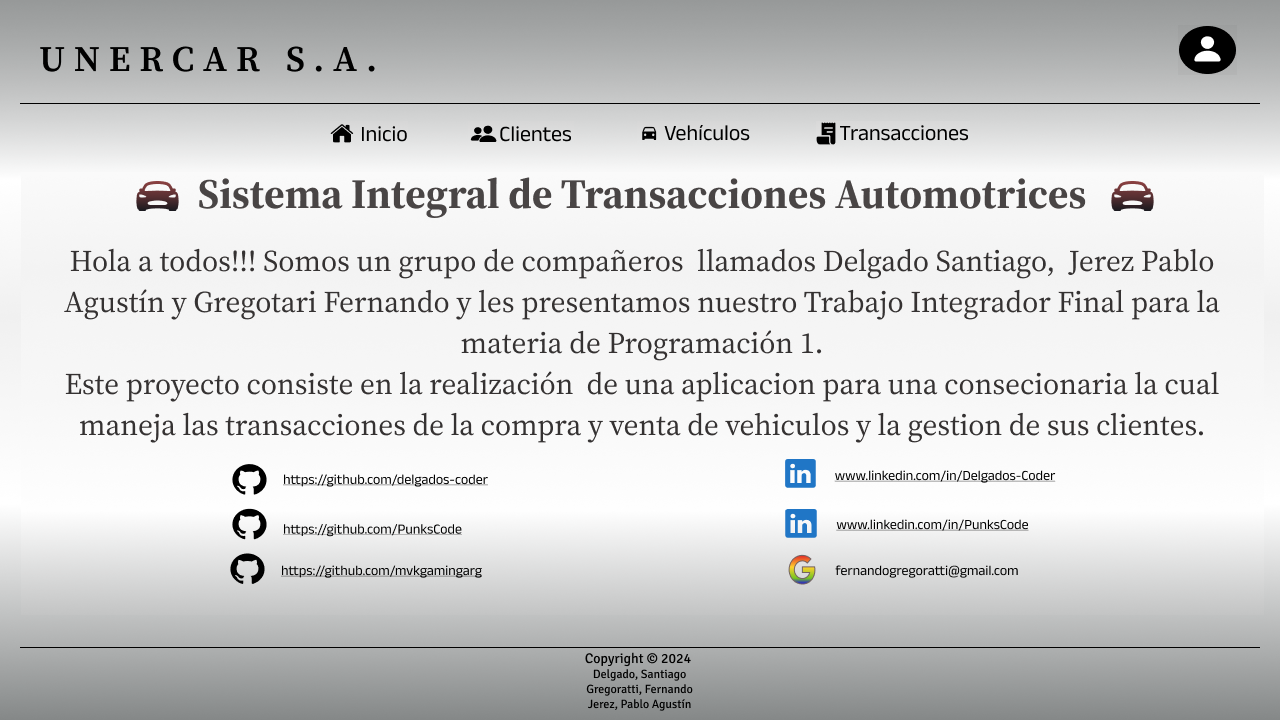 UNERCAR S.A.
Inicio Clientes Vehículos Transacciones
Sistema Integral de Transacciones Automotrices
Hola a todos!!! Somos un grupo de compañeros llamados Delgado Santiago, Jerez Pablo
Agustín y Gregotari Fernando y les presentamos nuestro Trabajo Integrador Final para la
materia de Programación 1.
Este proyecto consiste en la realización de una aplicacion para una consecionaria la cual
maneja las transacciones de la compra y venta de vehiculos y la gestion de sus clientes.
https://github.com/delgados-coder
https://github.com/PunksCode
https://github.com/mvkgamingarg
www.linkedin.com/in/Delgados-Coder
www.linkedin.com/in/PunksCode
fernandogregoratti@gmail.com
Copyright © 2024
Delgado, Santiago
Gregoratti, Fernando
Jerez, Pablo Agustín